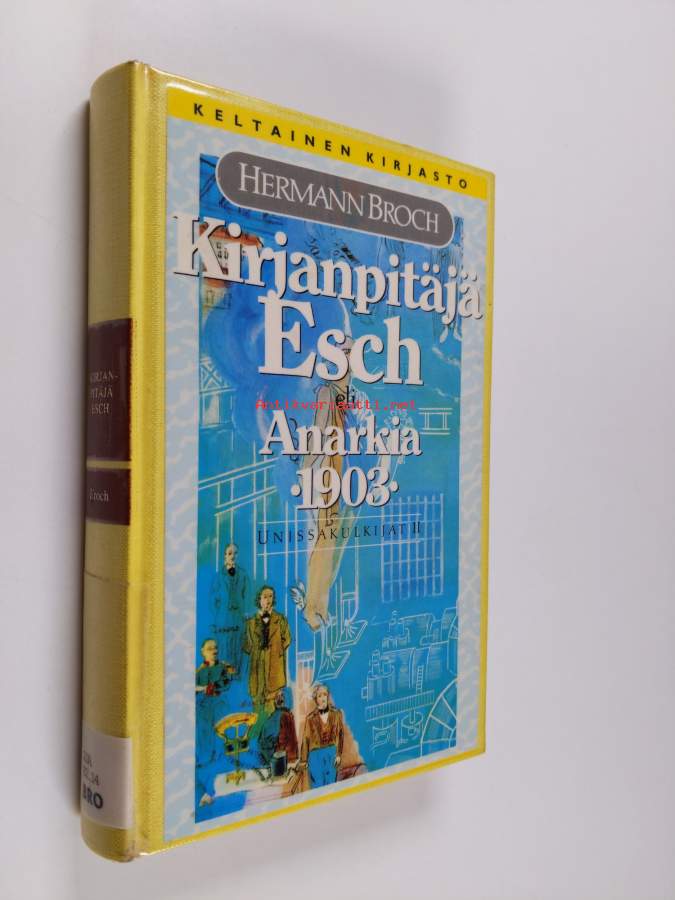 KELTAINEN KIRJASTO
HERMANN BROCH
Kirjanpitäjä
Esch
eli
Antikvariaatti.net
Anarkia
·1903·
UNISSAKULKIJAT II
KIRJAN-
PITÄJÄ
ESCH
Broch
BRO